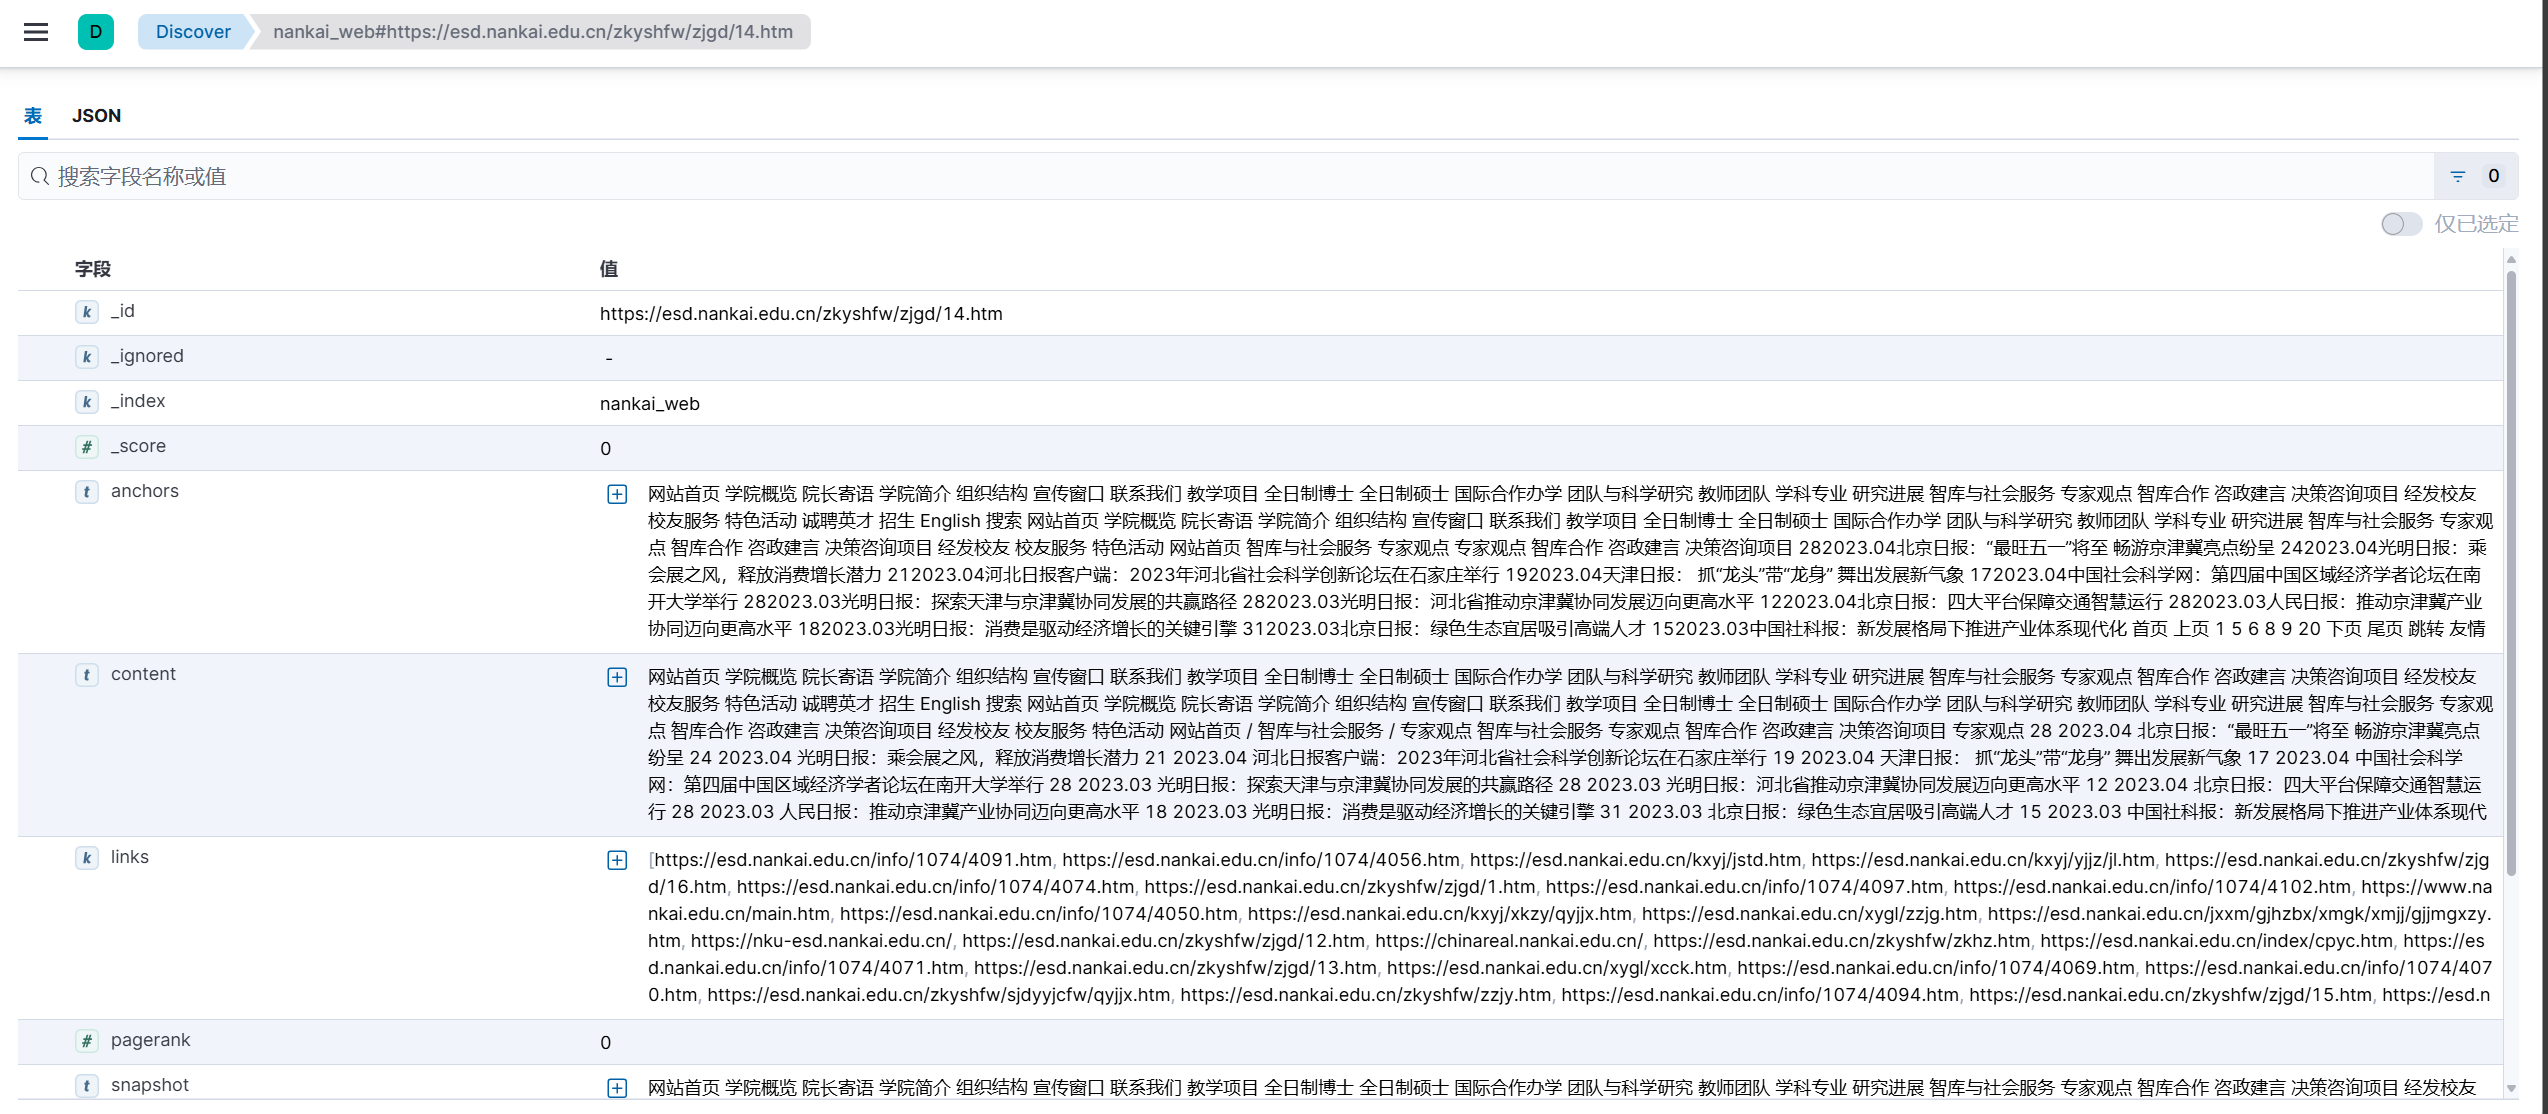 D Discover nankai_web#https://esd.nankai.edu.cn/zkyshfw/zjgd/14.htm
表 JSON
搜索字段名称或值 0
仅已选定
字段 值
k _id https://esd.nankai.edu.cn/zkyshfw/zjgd/14.htm
k _ignored -
k _index nankai_web
# _score 0
t anchors 网站首页 学院概览 院长寄语 学院简介 组织结构 宣传窗口 联系我们 教学项目 全日制博士 全日制硕士 国际合作办学 团队与科学研究 教师团队 学科专业 研究进展 智库与社会服务 专家观点 智库合作 咨政建言 决策咨询项目 经发校友
校友服务 特色活动 诚聘英才 招生 English 搜索 网站首页 学院概览 院长寄语 学院简介 组织结构 宣传窗口 联系我们 教学项目 全日制博士 全日制硕士 国际合作办学 团队与科学研究 教师团队 学科专业 研究进展 智库与社会服务 专家观
点 智库合作 咨政建言 决策咨询项目 经发校友 校友服务 特色活动 网站首页 智库与社会服务 专家观点 专家观点 智库合作 咨政建言 决策咨询项目 282023.04北京日报：“最旺五一”将至 畅游京津冀亮点纷呈 242023.04光明日报：乘
会展之风，释放消费增长潜力 212023.04河北日报客户端：2023年河北省社会科学创新论坛在石家庄举行 192023.04天津日报： 抓“龙头”带“龙身” 舞出发展新气象 172023.04中国社会科学网：第四届中国区域经济学者论坛在南
开大学举行 282023.03光明日报：探索天津与京津冀协同发展的共赢路径 282023.03光明日报：河北省推动京津冀协同发展迈向更高水平 122023.04北京日报：四大平台保障交通智慧运行 282023.03人民日报：推动京津冀产业
协同迈向更高水平 182023.03光明日报：消费是驱动经济增长的关键引擎 312023.03北京日报：绿色生态宜居吸引高端人才 152023.03中国社科报：新发展格局下推进产业体系现代化 首页 上页 1 5 6 8 9 20 下页 尾页 跳转 友情
t content 网站首页 学院概览 院长寄语 学院简介 组织结构 宣传窗口 联系我们 教学项目 全日制博士 全日制硕士 国际合作办学 团队与科学研究 教师团队 学科专业 研究进展 智库与社会服务 专家观点 智库合作 咨政建言 决策咨询项目 经发校友
校友服务 特色活动 诚聘英才 招生 English 搜索 网站首页 学院概览 院长寄语 学院简介 组织结构 宣传窗口 联系我们 教学项目 全日制博士 全日制硕士 国际合作办学 团队与科学研究 教师团队 学科专业 研究进展 智库与社会服务 专家观
点 智库合作 咨政建言 决策咨询项目 经发校友 校友服务 特色活动 网站首页 / 智库与社会服务 / 专家观点 智库与社会服务 专家观点 智库合作 咨政建言 决策咨询项目 专家观点 28 2023.04 北京日报：“最旺五一”将至 畅游京津冀亮点
纷呈 24 2023.04 光明日报：乘会展之风，释放消费增长潜力 21 2023.04 河北日报客户端：2023年河北省社会科学创新论坛在石家庄举行 19 2023.04 天津日报： 抓“龙头”带“龙身” 舞出发展新气象 17 2023.04 中国社会科学
网：第四届中国区域经济学者论坛在南开大学举行 28 2023.03 光明日报：探索天津与京津冀协同发展的共赢路径 28 2023.03 光明日报：河北省推动京津冀协同发展迈向更高水平 12 2023.04 北京日报：四大平台保障交通智慧运
行 28 2023.03 人民日报：推动京津冀产业协同迈向更高水平 18 2023.03 光明日报：消费是驱动经济增长的关键引擎 31 2023.03 北京日报：绿色生态宜居吸引高端人才 15 2023.03 中国社科报：新发展格局下推进产业体系现代
k links [https://esd.nankai.edu.cn/info/1074/4091.htm, https://esd.nankai.edu.cn/info/1074/4056.htm, https://esd.nankai.edu.cn/kxyj/jstd.htm, https://esd.nankai.edu.cn/kxyj/yjjz/jl.htm, https://esd.nankai.edu.cn/zkyshfw/zjg
d/16.htm, https://esd.nankai.edu.cn/info/1074/4074.htm, https://esd.nankai.edu.cn/zkyshfw/zjgd/1.htm, https://esd.nankai.edu.cn/info/1074/4097.htm, https://esd.nankai.edu.cn/info/1074/4102.htm, https://www.na
nkai.edu.cn/main.htm, https://esd.nankai.edu.cn/info/1074/4050.htm, https://esd.nankai.edu.cn/kxyj/xkzy/qyjjx.htm, https://esd.nankai.edu.cn/xygl/zzjg.htm, https://esd.nankai.edu.cn/jxxm/gjhzbx/xmgk/xmjj/gjjmgxzy.
htm, https://nku-esd.nankai.edu.cn/, https://esd.nankai.edu.cn/zkyshfw/zjgd/12.htm, https://chinareal.nankai.edu.cn/, https://esd.nankai.edu.cn/zkyshfw/zkhz.htm, https://esd.nankai.edu.cn/index/cpyc.htm, https://es
d.nankai.edu.cn/info/1074/4071.htm, https://esd.nankai.edu.cn/zkyshfw/zjgd/13.htm, https://esd.nankai.edu.cn/xygl/xcck.htm, https://esd.nankai.edu.cn/info/1074/4069.htm, https://esd.nankai.edu.cn/info/1074/407
0.htm, https://esd.nankai.edu.cn/zkyshfw/sjdyyjcfw/qyjjx.htm, https://esd.nankai.edu.cn/zkyshfw/zzjy.htm, https://esd.nankai.edu.cn/info/1074/4094.htm, https://esd.nankai.edu.cn/zkyshfw/zjgd/15.htm, https://esd.n
# pagerank 0
t snapshot 网站首页 学院概览 院长寄语 学院简介 组织结构 宣传窗口 联系我们 教学项目 全日制博士 全日制硕士 国际合作办学 团队与科学研究 教师团队 学科专业 研究进展 智库与社会服务 专家观点 智库合作 咨政建言 决策咨询项目 经发校友